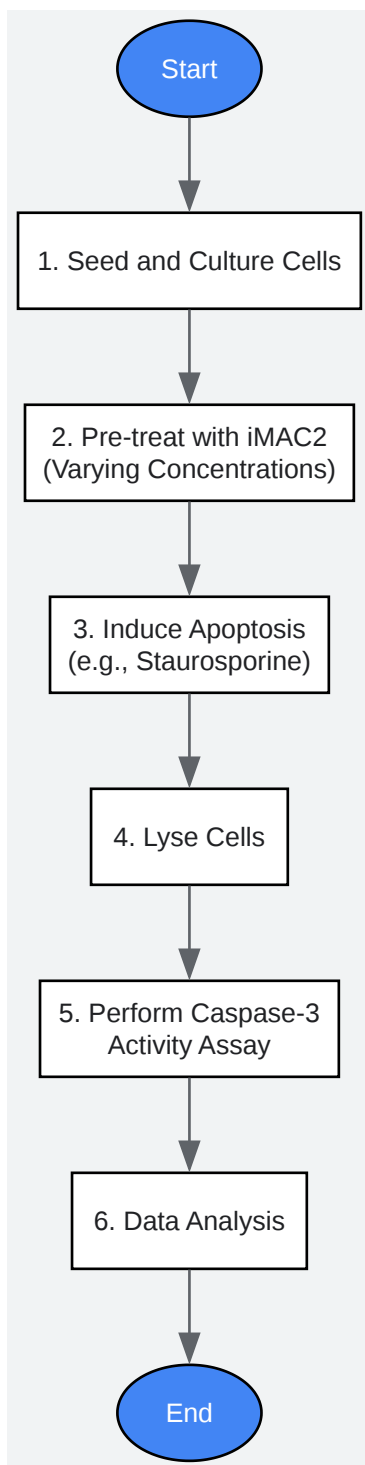 Start
1. Seed and Culture Cells
2. Pre-treat with iMAC2
(Varying Concentrations)
3. Induce Apoptosis
(e.g., Staurosporine)
4. Lyse Cells
5. Perform Caspase-3
Activity Assay
6. Data Analysis
End